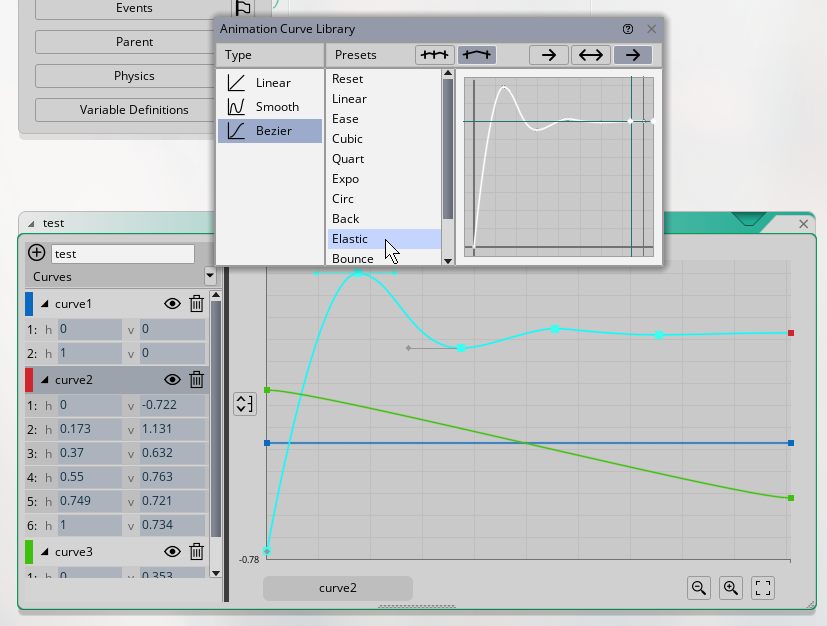 Events
Parent
Physics
Variable Definitions
Animation Curve Library
Type
Presets
Linear
Smooth
Bezier
Reset
Linear
Ease
Cubic
Quart
Expo
Circ
Back
Elastic
Bounce
test
test
Curves
curve1
1: h 0 v 0
2: h 1 v 0
curve2
1: h 0 v -0.722
2: h 0.173 v 1.131
3: h 0.37 v 0.632
4: h 0.55 v 0.763
5: h 0.749 v 0.721
6: h 1 v 0.734
curve3
1: h 0 v 0.353
-0.78
curve2